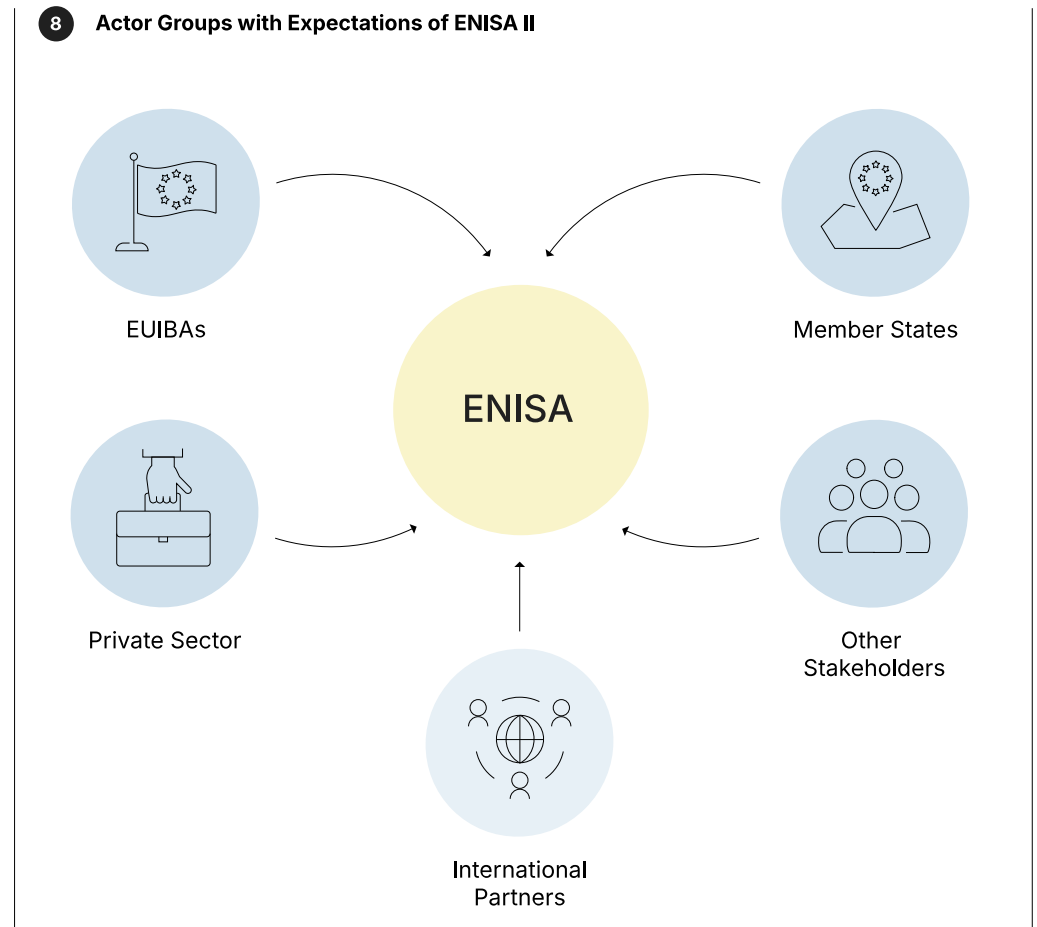 8 Actor Groups with Expectations of ENISA II
EUIBAs
Member States
ENISA
Private Sector
Other
Stakeholders
International
Partners